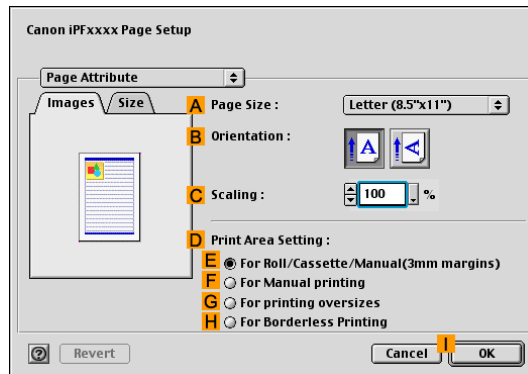 Canon iPFxxxx Page Setup
Page Attribute
Images Size
A Page Size : Letter (8.5"x11")
B Orientation :
A A
C Scaling : 100 %
D Print Area Setting :
E For Roll/Cassette/Manual(3mm margins)
F For Manual printing
G For printing oversizes
H For Borderless Printing
? Revert Cancel I OK